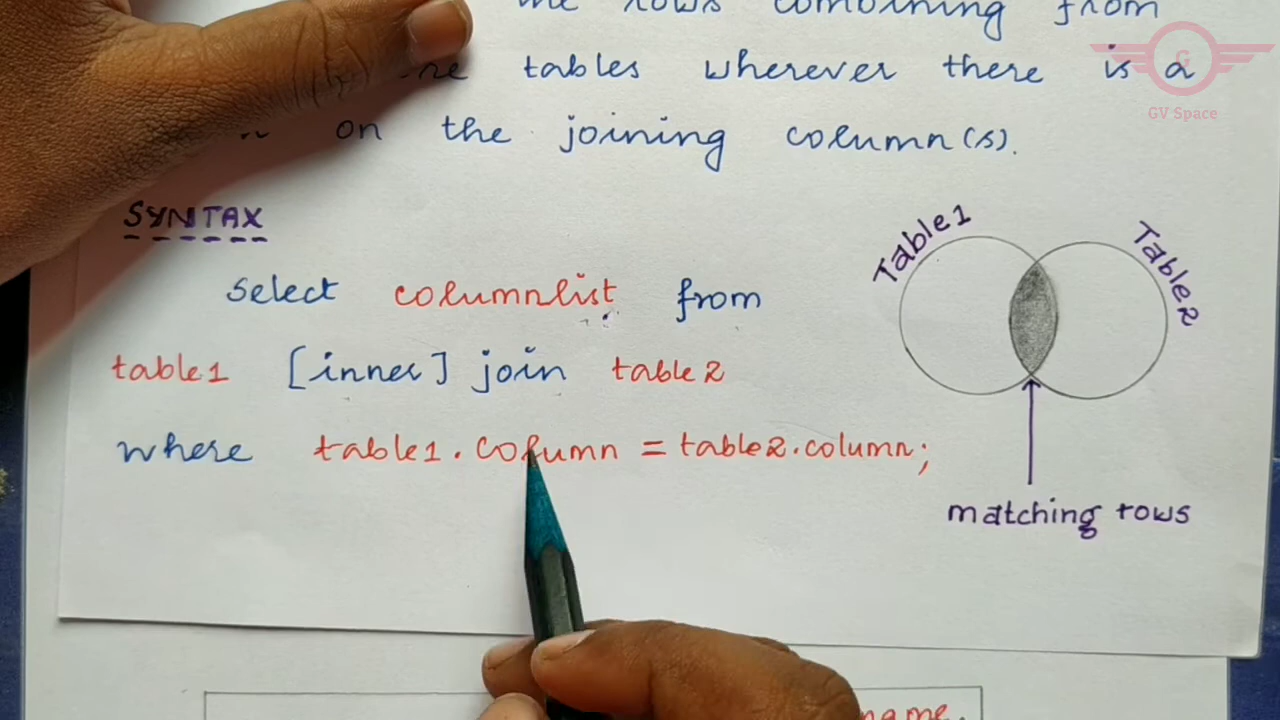 the rows combining from
tables wherever there is a
on the joining column(s).
G
GV Space
SYNTAX
Select columnlist from
table1 [inner] join table2
where table1.column = table2.column;
Table1
Table2
matching rows
name.